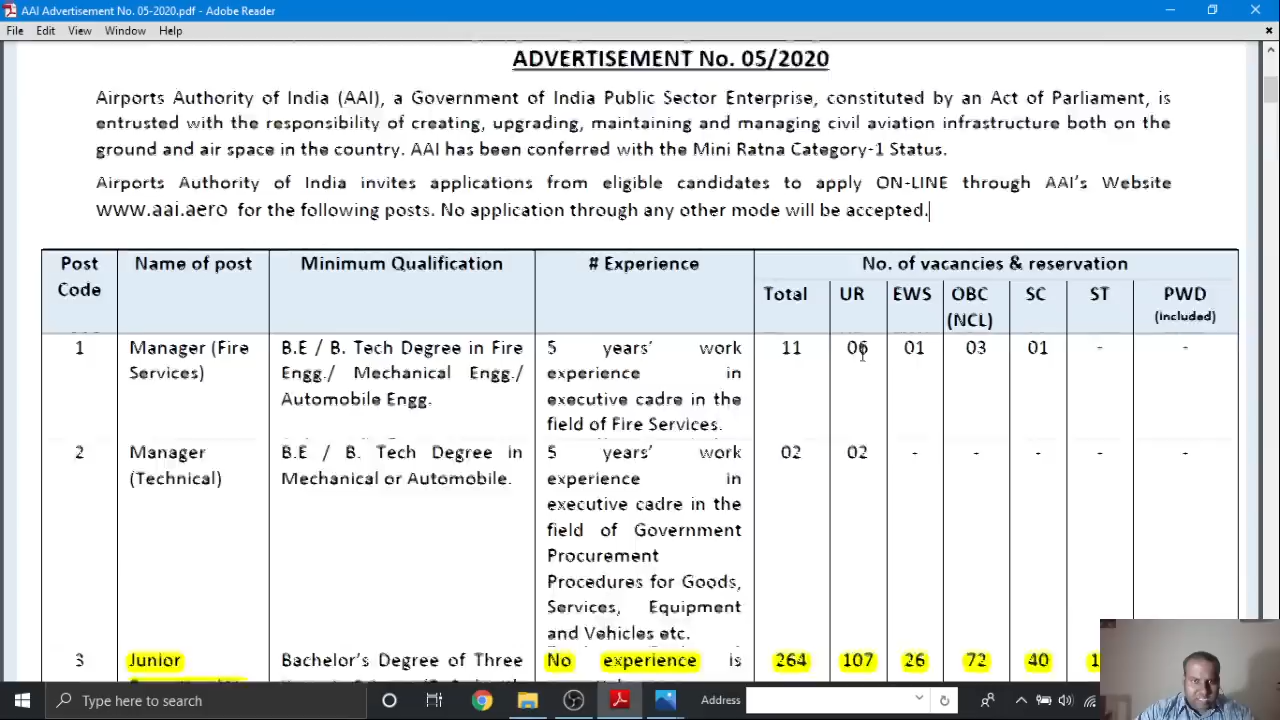 AAI Advertisement No. 05-2020.pdf - Adobe Reader
File Edit View Window Help
ADVERTISEMENT No. 05/2020
Airports Authority of India (AAI), a Government of India Public Sector Enterprise, constituted by an Act of Parliament, is
entrusted with the responsibility of creating, upgrading, maintaining and managing civil aviation infrastructure both on the
ground and air space in the country. AAI has been conferred with the Mini Ratna Category-1 Status.
Airports Authority of India invites applications from eligible candidates to apply ON-LINE through AAI's Website
www.aai.aero for the following posts. No application through any other mode will be accepted.
Post Code Name of post Minimum Qualification # Experience No. of vacancies & reservation
Total UR EWS OBC (NCL) SC ST PWD (included)
1 Manager (Fire B.E / B. Tech Degree in Fire 5 years' work 11 06 01 03 01 - -
Services) Engg./ Mechanical Engg./ experience in
Automobile Engg. executive cadre in the
field of Fire Services.
2 Manager B.E / B. Tech Degree in 5 years' work 02 02 - - - - -
(Technical) Mechanical or Automobile. experience in
executive cadre in the
field of Government
Procurement
Procedures for Goods,
Services, Equipment
and Vehicles etc.
3 Junior Bachelor's Degree of Three No experience is 264 107 26 72 40
Type here to search Address